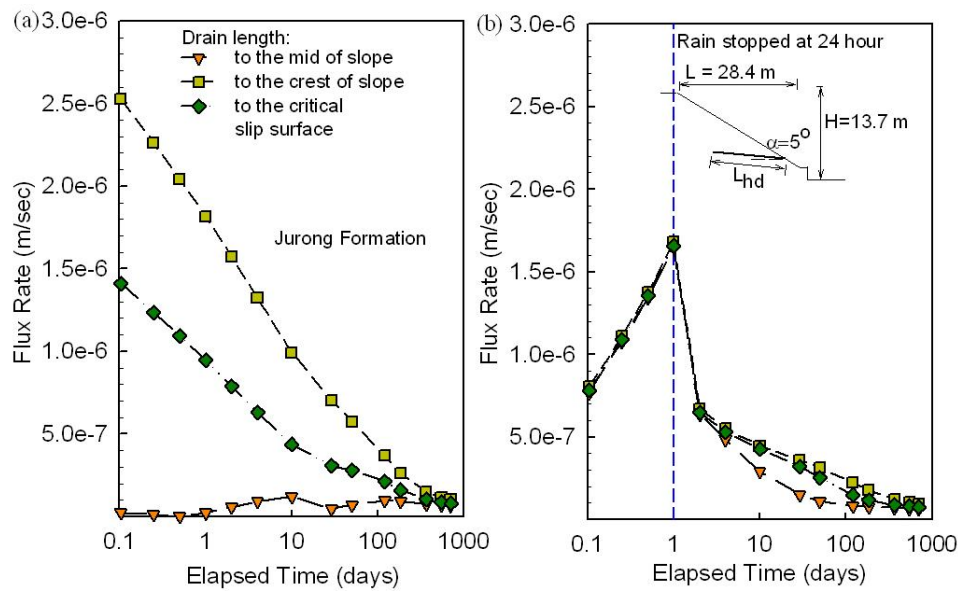 (a)
3.0e-6
2.5e-6
2.0e-6
1.5e-6
1.0e-6
5.0e-7
Flux Rate (m/sec)
Drain length:
to the mid of slope
to the crest of slope
to the critical
slip surface
Jurong Formation
0.1 1 10 100 1000
Elapsed Time (days)
(b)
3.0e-6
2.5e-6
2.0e-6
1.5e-6
1.0e-6
5.0e-7
Flux Rate (m/sec)
Rain stopped at 24 hour
L = 28.4 m
H=13.7 m
α=5°
Lhd
0.1 1 10 100 1000
Elapsed Time (days)